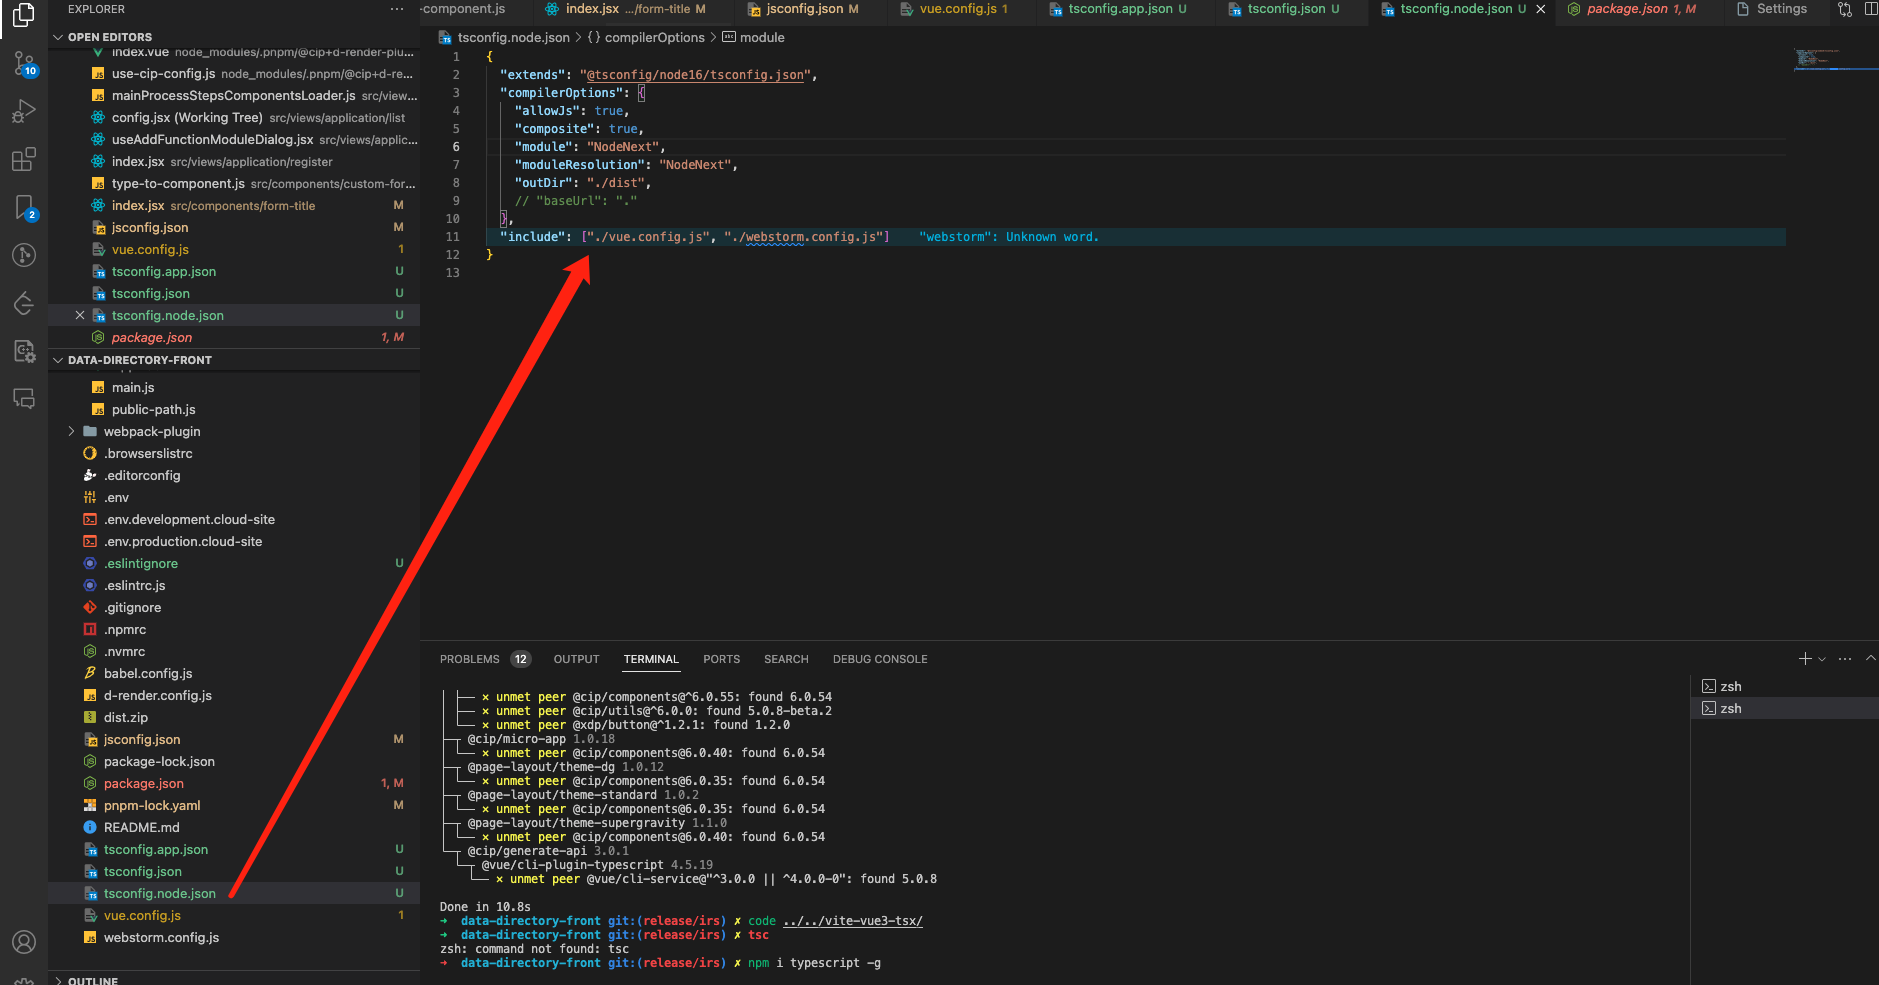 EXPLORER
OPEN EDITORS
index.vue node_modules/.pnpm/@cip+d-render-plu...
use-cip-config.js node_modules/.pnpm/@cip+d-re...
mainProcessStepsComponentsLoader.js src/view...
config.jsx (Working Tree) src/views/application/list
useAddFunctionModuleDialog.jsx src/views/applic...
index.jsx src/views/application/register
type-to-component.js src/components/custom-for...
index.jsx src/components/form-title M
jsconfig.json M
vue.config.js 1
tsconfig.app.json U
tsconfig.json U
tsconfig.node.json U
package.json 1, M
DATA-DIRECTORY-FRONT
main.js
public-path.js
webpack-plugin
.browserslistrc
.editorconfig
.env
.env.development.cloud-site
.env.production.cloud-site
.eslintignore U
.eslintrc.js
.gitignore
.npmrc
.nvmrc
babel.config.js
d-render.config.js
dist.zip
jsconfig.json M
package-lock.json
package.json 1, M
pnpm-lock.yaml M
README.md
tsconfig.app.json U
tsconfig.json U
tsconfig.node.json U
vue.config.js 1
webstorm.config.js
OUTLINE
10
2
-component.js index.jsx .../form-title M jsconfig.json M vue.config.js 1 tsconfig.app.json U tsconfig.json U tsconfig.node.json U package.json 1, M Settings
tsconfig.node.json > {} compilerOptions > module
1 {
2 "extends": "@tsconfig/node16/tsconfig.json",
3 "compilerOptions": {
4 "allowJs": true,
5 "composite": true,
6 "module": "NodeNext",
7 "moduleResolution": "NodeNext",
8 "outDir": "./dist",
9 // "baseUrl": "."
10 },
11 "include": ["./vue.config.js", "./webstorm.config.js"] "webstorm": Unknown word.
12 }
13
PROBLEMS 12 OUTPUT TERMINAL PORTS SEARCH DEBUG CONSOLE
× unmet peer @cip/components@^6.0.55: found 6.0.54
× unmet peer @cip/utils@^6.0.0: found 5.0.8-beta.2
× unmet peer @xdp/button@^1.2.1: found 1.2.0
@cip/micro-app 1.0.18
× unmet peer @cip/components@6.0.40: found 6.0.54
@page-layout/theme-dg 1.0.12
× unmet peer @cip/components@6.0.35: found 6.0.54
@page-layout/theme-standard 1.0.2
× unmet peer @cip/components@6.0.35: found 6.0.54
@page-layout/theme-supergravity 1.1.0
× unmet peer @cip/components@6.0.40: found 6.0.54
@cip/generate-api 3.0.1
@vue/cli-plugin-typescript 4.5.19
× unmet peer @vue/cli-service@"^3.0.0 || ^4.0.0-0": found 5.0.8
Done in 10.8s
➜ data-directory-front git:(release/irs) ✗ code ../../vite-vue3-tsx/
➜ data-directory-front git:(release/irs) ✗ tsc
zsh: command not found: tsc
➜ data-directory-front git:(release/irs) ✗ npm i typescript -g
zsh
zsh